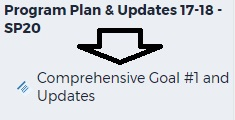 Program Plan & Updates 17-18 -
SP20
Comprehensive Goal #1 and
Updates